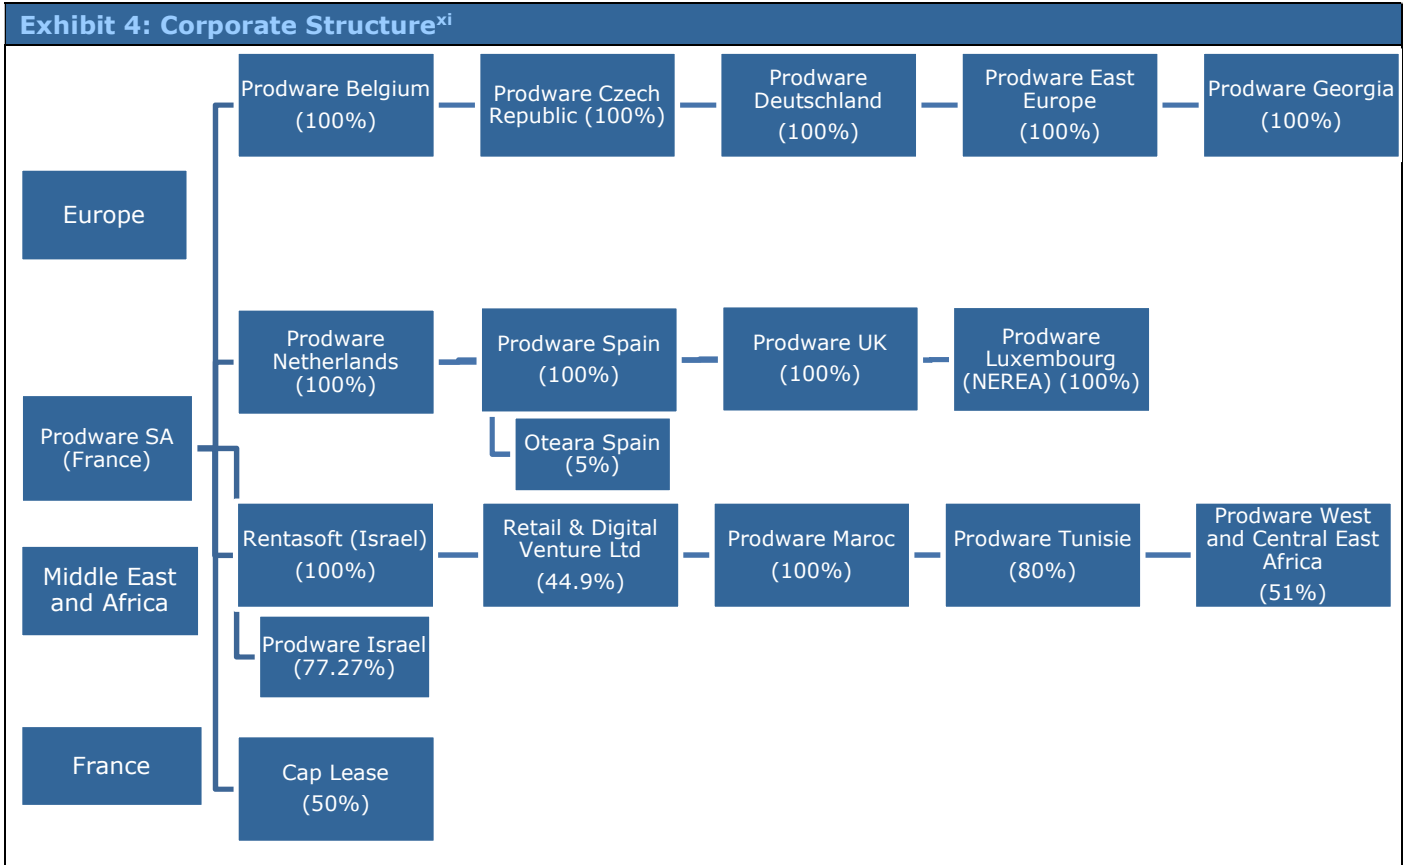 Exhibit 4: Corporate Structurexi
Prodware Belgium
(100%)
Prodware Czech
Republic (100%)
Prodware
Deutschland
(100%)
Prodware East
Europe
(100%)
Prodware Georgia
(100%)
Europe
Prodware
Netherlands
(100%)
Prodware Spain
(100%)
Prodware UK
(100%)
Prodware
Luxembourg
(NEREA) (100%)
Oteara Spain
(5%)
Prodware SA
(France)
Rentasoft (Israel)
(100%)
Retail & Digital
Venture Ltd
(44.9%)
Prodware Maroc
(100%)
Prodware Tunisie
(80%)
Prodware West
and Central East
Africa
(51%)
Middle East
and Africa
Prodware Israel
(77.27%)
France
Cap Lease
(50%)